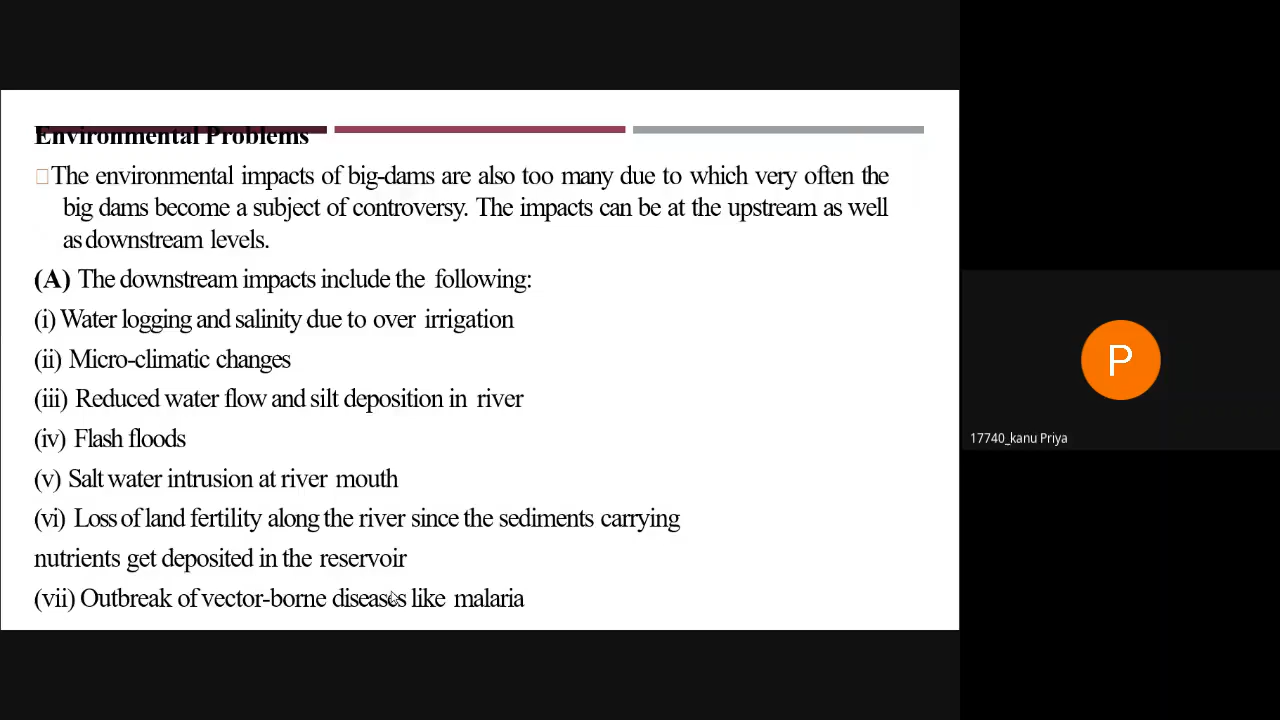 Environmental Problems
The environmental impacts of big-dams are also too many due to which very often the
big dams become a subject of controversy. The impacts can be at the upstream as well
as downstream levels.
(A) The downstream impacts include the following:
(i) Water logging and salinity due to over irrigation
(ii) Micro-climatic changes
(iii) Reduced water flow and silt deposition in river
(iv) Flash floods
(v) Salt water intrusion at river mouth
(vi) Loss of land fertility along the river since the sediments carrying
nutrients get deposited in the reservoir
(vii) Outbreak of vector-borne diseases like malaria
P
17740_kanu Priya